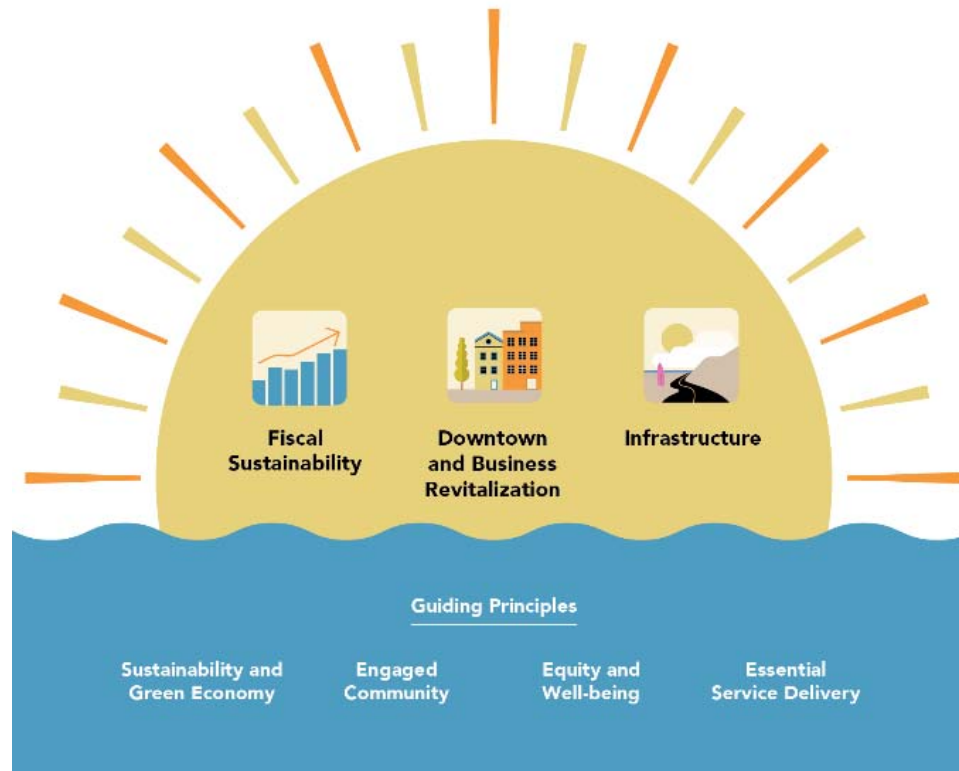 Fiscal
Sustainability
Downtown
and Business
Revitalization
Infrastructure
Guiding Principles
Sustainability and
Green Economy
Engaged
Community
Equity and
Well-being
Essential
Service Delivery